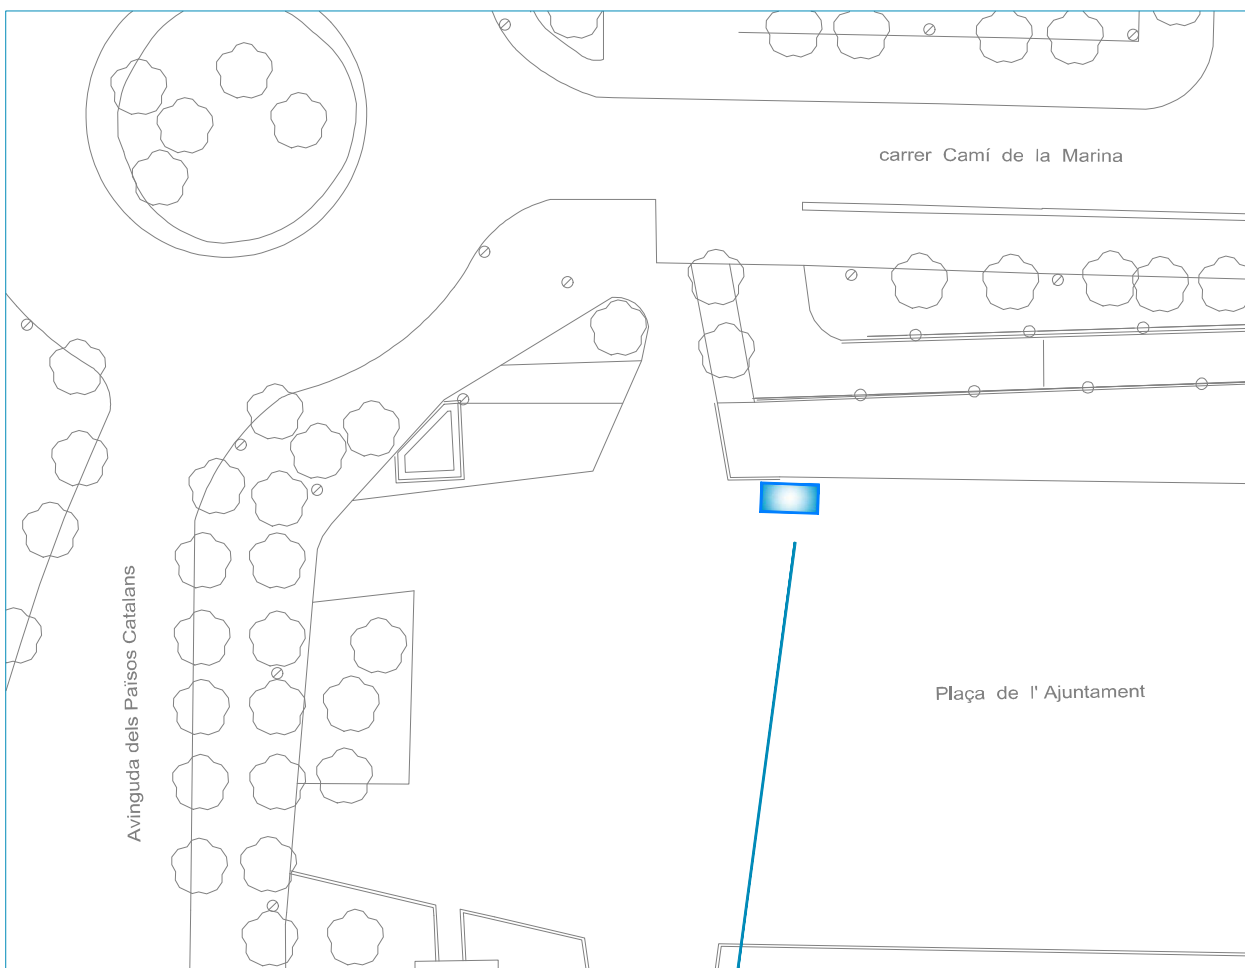 carrer Camí de la Marina
Avinguda dels Països Catalans
Plaça de l' Ajuntament